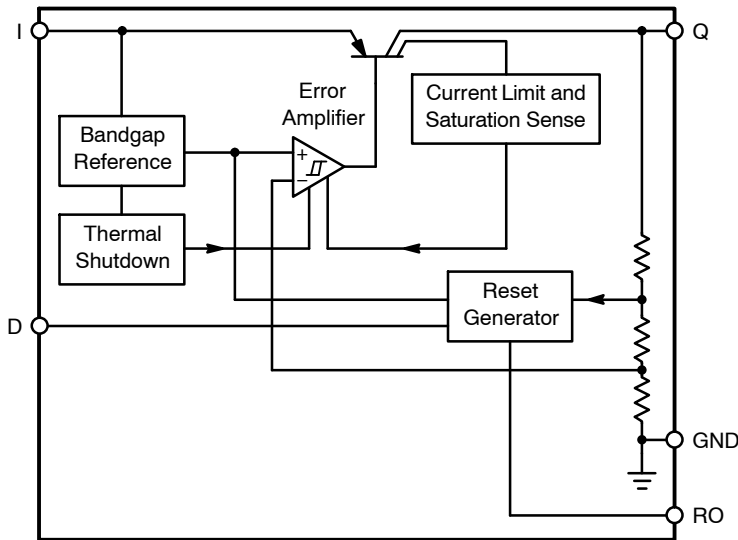 I
Q
Error
Amplifier
Current Limit and
Saturation Sense
Bandgap
Reference
+
−
Thermal
Shutdown
Reset
Generator
D
GND
RO